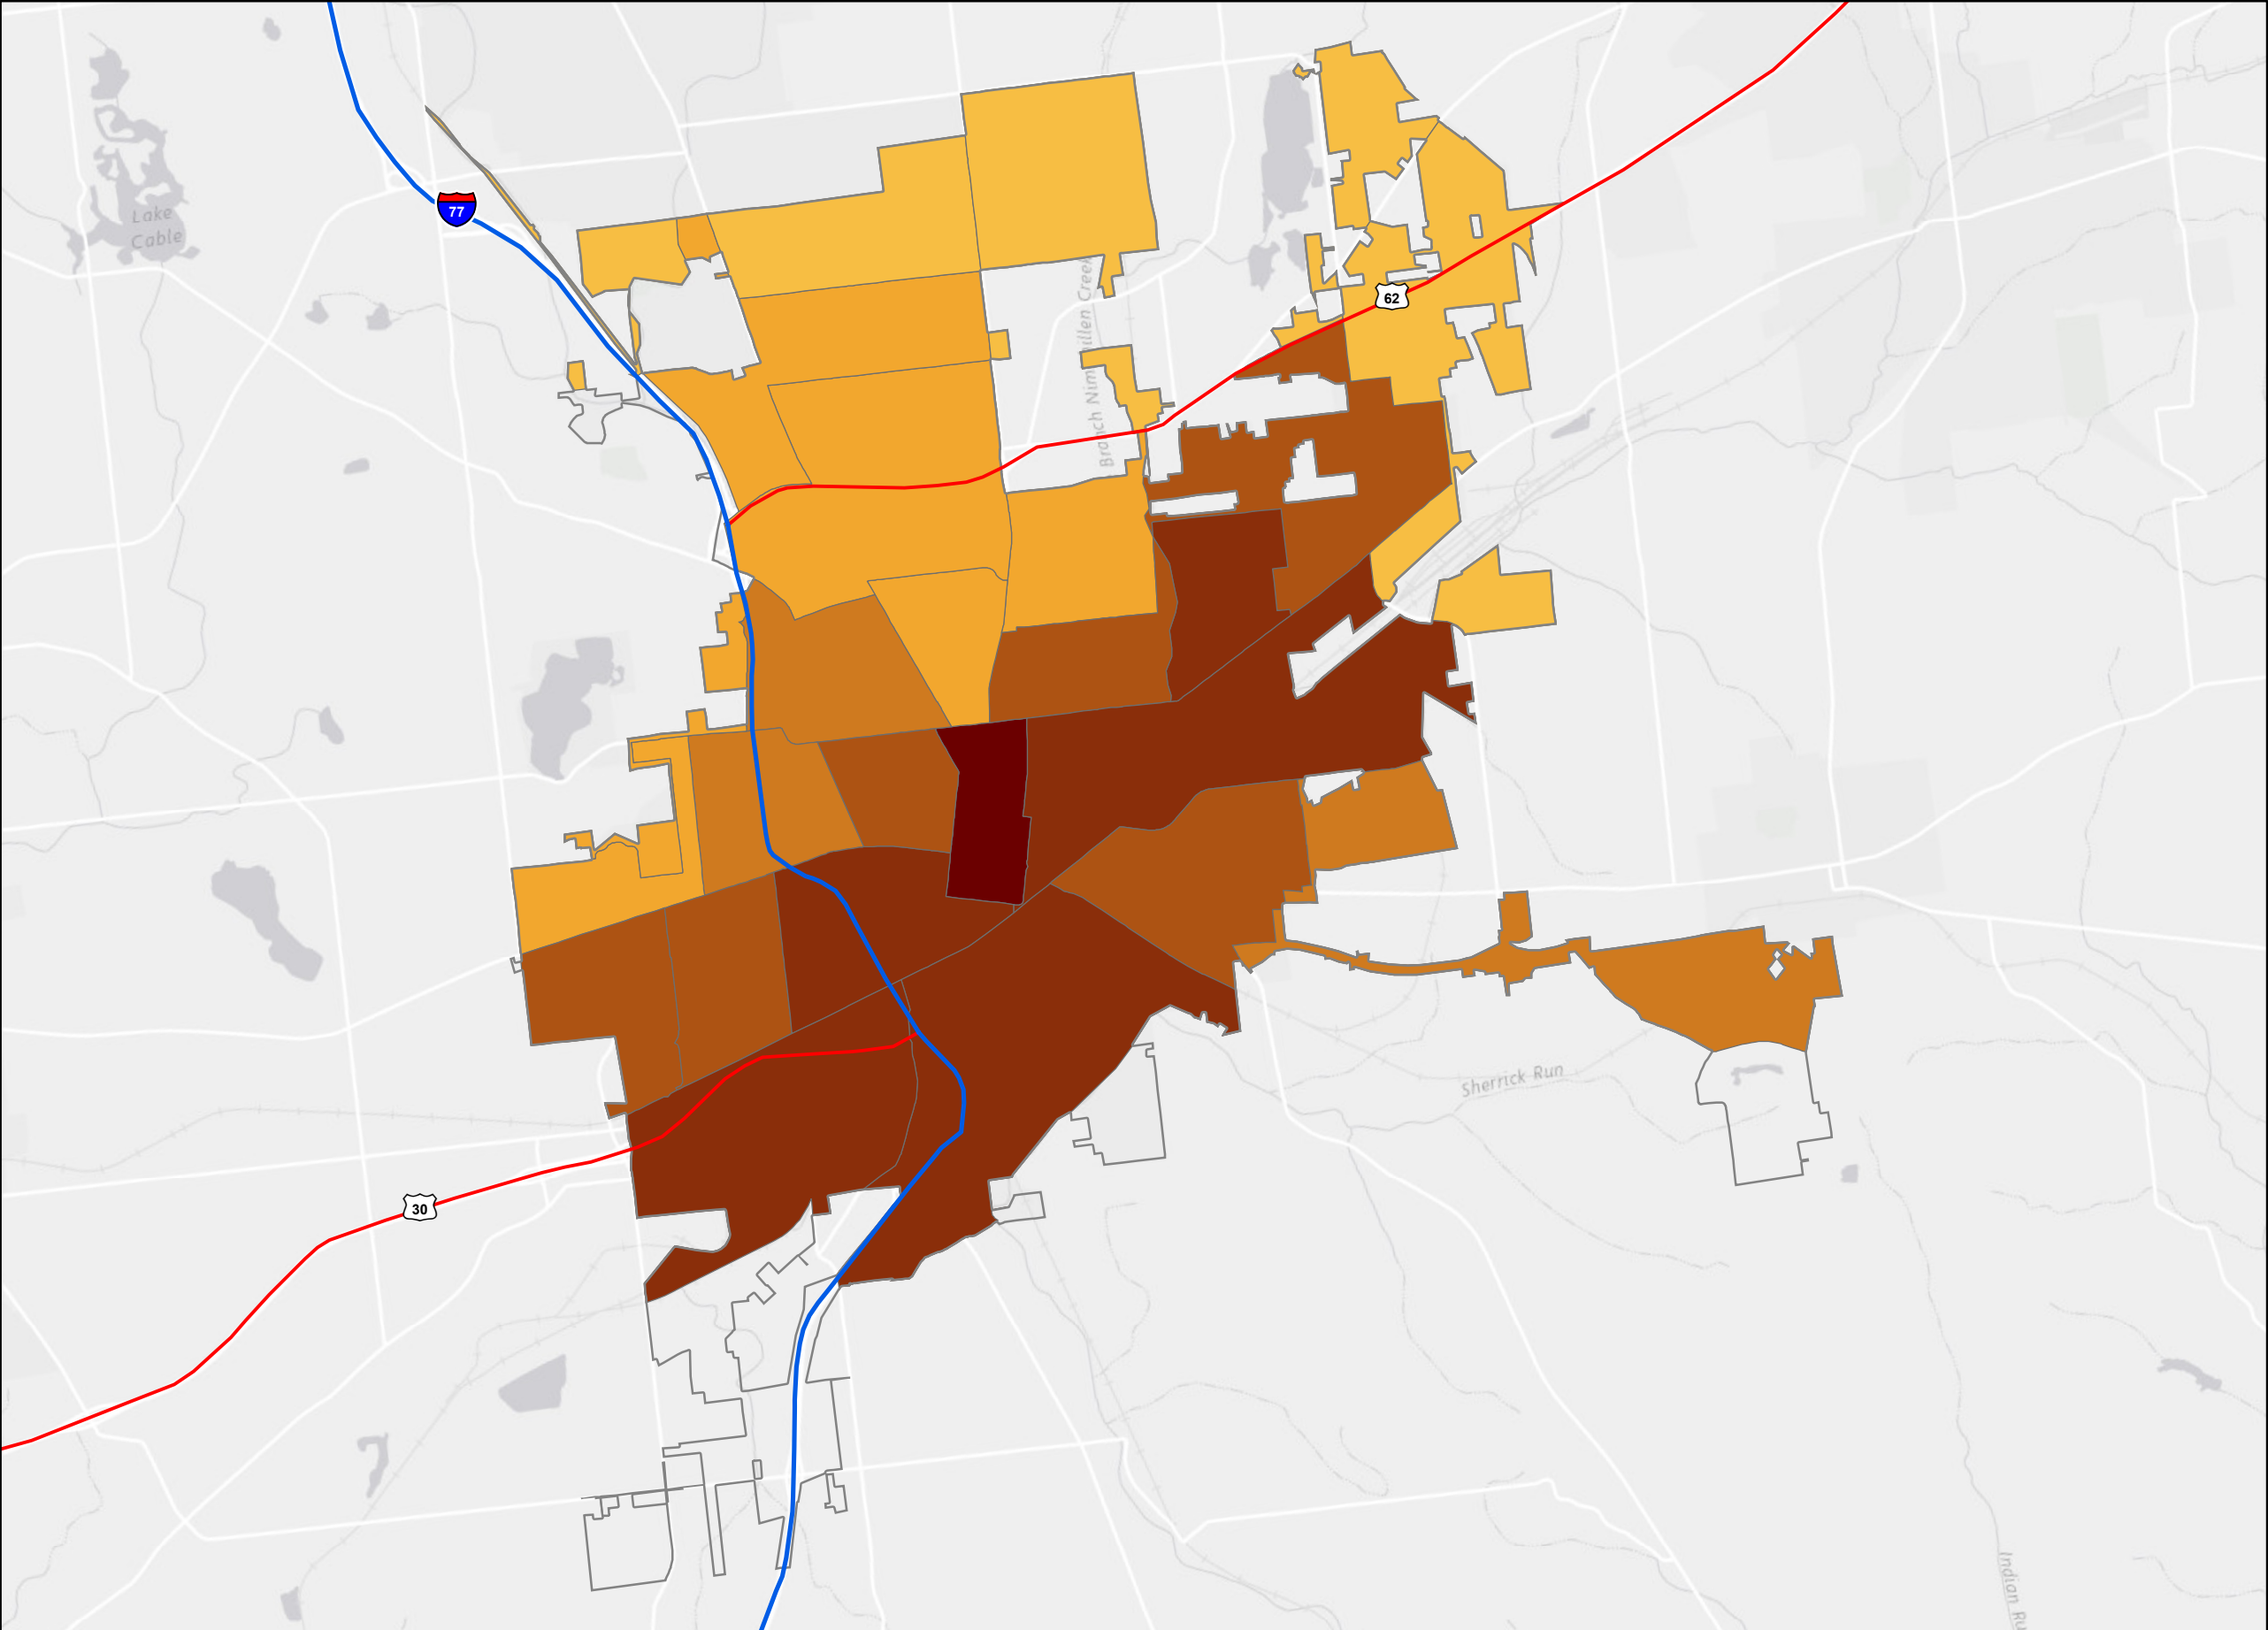 Lake
Cable
77
Branch Nimishillen Creek
62
Sherrick Run
30
Indian Ru